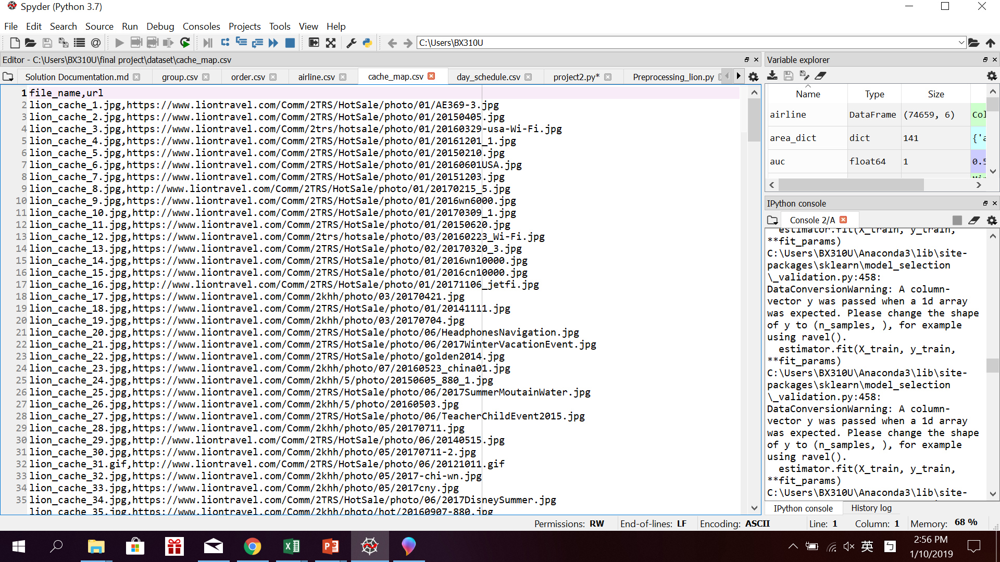 Spyder (Python 3.7)
File Edit Search Source Run Debug Consoles Projects Tools View Help
C:\Users\BX310U
Editor - C:\Users\BX310U\final project\dataset\cache_map.csv
Solution Documentation.md group.csv order.csv airline.csv cache_map.csv day_schedule.csv project2.py* Preprocessing_lion.py
1 file_name,url
2 lion_cache_1.jpg,https://www.liontravel.com/Comm/2TRS/HotSale/photo/01/AE369-3.jpg
3 lion_cache_2.jpg,https://www.liontravel.com/Comm/2TRS/HotSale/photo/01/20150405.jpg
4 lion_cache_3.jpg,https://www.liontravel.com/Comm/2trs/hotsale/photo/01/20160329-usa-Wi-Fi.jpg
5 lion_cache_4.jpg,https://www.liontravel.com/Comm/2TRS/HotSale/photo/01/20161201_1.jpg
6 lion_cache_5.jpg,https://www.liontravel.com/Comm/2TRS/HotSale/photo/01/20150210.jpg
7 lion_cache_6.jpg,https://www.liontravel.com/Comm/2TRS/HotSale/photo/01/20160601USA.jpg
8 lion_cache_7.jpg,https://www.liontravel.com/Comm/2TRS/HotSale/photo/01/20151203.jpg
9 lion_cache_8.jpg,http://www.liontravel.com/Comm/2TRS/HotSale/photo/01/20170215_5.jpg
10 lion_cache_9.jpg,https://www.liontravel.com/Comm/2TRS/HotSale/photo/01/2016wn6000.jpg
11 lion_cache_10.jpg,http://www.liontravel.com/Comm/2TRS/HotSale/photo/01/20170309_1.jpg
12 lion_cache_11.jpg,https://www.liontravel.com/Comm/2TRS/HotSale/photo/01/20150620.jpg
13 lion_cache_12.jpg,https://www.liontravel.com/Comm/2trs/hotsale/photo/03/20160223_Wi-Fi.jpg
14 lion_cache_13.jpg,https://www.liontravel.com/Comm/2TRS/HotSale/photo/02/20170320_3.jpg
15 lion_cache_14.jpg,https://www.liontravel.com/Comm/2TRS/HotSale/photo/01/2016wn10000.jpg
16 lion_cache_15.jpg,https://www.liontravel.com/Comm/2TRS/HotSale/photo/01/2016cn10000.jpg
17 lion_cache_16.jpg,http://www.liontravel.com/Comm/2TRS/HotSale/photo/01/20171106_jetfi.jpg
18 lion_cache_17.jpg,https://www.liontravel.com/Comm/2khh/photo/03/20170421.jpg
19 lion_cache_18.jpg,https://www.liontravel.com/Comm/2TRS/HotSale/photo/01/20141111.jpg
20 lion_cache_19.jpg,https://www.liontravel.com/Comm/2khh/photo/03/20170704.jpg
21 lion_cache_20.jpg,https://www.liontravel.com/Comm/2TRS/HotSale/photo/06/HeadphonesNavigation.jpg
22 lion_cache_21.jpg,https://www.liontravel.com/Comm/2TRS/HotSale/photo/06/2017WinterVacationEvent.jpg
23 lion_cache_22.jpg,https://www.liontravel.com/Comm/2TRS/HotSale/photo/golden2014.jpg
24 lion_cache_23.jpg,https://www.liontravel.com/Comm/2khh/photo/07/20160523_china01.jpg
25 lion_cache_24.jpg,https://www.liontravel.com/Comm/2khh/5/photo/20150605_880_1.jpg
26 lion_cache_25.jpg,https://www.liontravel.com/Comm/2TRS/HotSale/photo/06/2017SummerMoutainWater.jpg
27 lion_cache_26.jpg,https://www.liontravel.com/Comm/2khh/5/photo/20160503.jpg
28 lion_cache_27.jpg,https://www.liontravel.com/Comm/2TRS/HotSale/photo/06/TeacherChildEvent2015.jpg
29 lion_cache_28.jpg,https://www.liontravel.com/Comm/2khh/photo/05/20170711.jpg
30 lion_cache_29.jpg,http://www.liontravel.com/Comm/2TRS/HotSale/photo/06/20140515.jpg
31 lion_cache_30.jpg,https://www.liontravel.com/Comm/2khh/photo/05/20170711-2.jpg
32 lion_cache_31.gif,http://www.liontravel.com/Comm/2TRS/HotSale/photo/06/20121011.gif
33 lion_cache_32.jpg,https://www.liontravel.com/Comm/2khh/photo/05/2017-chi-wn.jpg
34 lion_cache_33.jpg,https://www.liontravel.com/Comm/2khh/photo/05/2017cny.jpg
35 lion_cache_34.jpg,https://www.liontravel.com/Comm/2TRS/HotSale/photo/06/2017DisneySummer.jpg
lion_cache_35.jpg,https://www.liontravel.com/Comm/2khh/photo/hot/20160907-880.jpg
Variable explorer
Name Type Size
airline DataFrame (74659, 6) Col
area_dict dict 141 {'a
auc float64 1 0.5
IPython console
Console 2/A
estimator.fit(X_train, y_train,
**fit_params)
C:\Users\BX310U\Anaconda3\lib\site-
packages\sklearn\model_selection
\_validation.py:458:
DataConversionWarning: A column-
vector y was passed when a 1d array
was expected. Please change the shape
of y to (n_samples, ), for example
using ravel().
estimator.fit(X_train, y_train,
**fit_params)
C:\Users\BX310U\Anaconda3\lib\site-
packages\sklearn\model_selection
\_validation.py:458:
DataConversionWarning: A column-
vector y was passed when a 1d array
was expected. Please change the shape
of y to (n_samples, ), for example
using ravel().
estimator.fit(X_train, y_train,
**fit_params)
C:\Users\BX310U\Anaconda3\lib\site-
IPython console History log
Permissions: RW End-of-lines: LF Encoding: ASCII Line: 1 Column: 1 Memory: 68 %
英 ㄅ
2:56 PM
1/10/2019